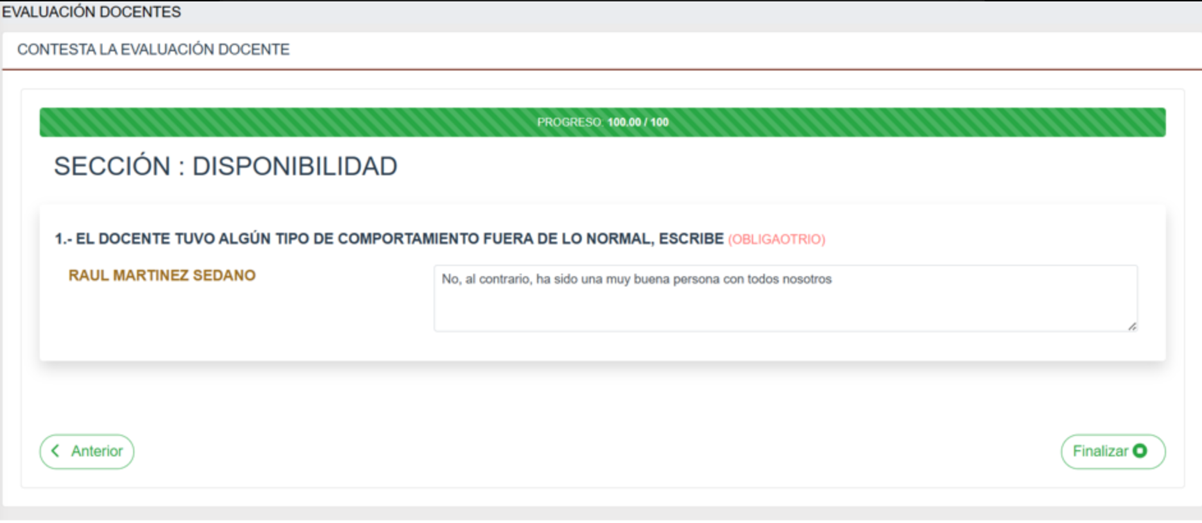 EVALUACIÓN DOCENTES
CONTESTA LA EVALUACIÓN DOCENTE
PROGRESO: 100.00 / 100
SECCIÓN : DISPONIBILIDAD
1.- EL DOCENTE TUVO ALGÚN TIPO DE COMPORTAMIENTO FUERA DE LO NORMAL, ESCRIBE (OBLIGAOTRIO)
RAUL MARTINEZ SEDANO
No, al contrario, ha sido una muy buena persona con todos nosotros
Anterior
Finalizar